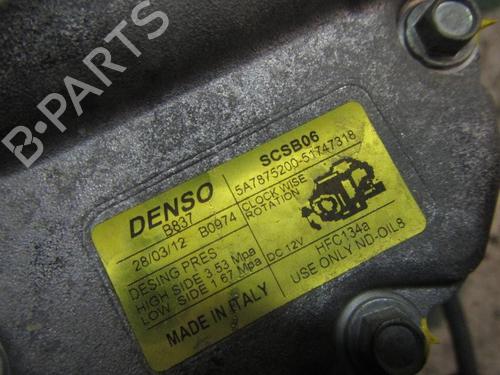 B-PARTS
DENSO
B837
28/03/12 B0974
DESING PRES
HIGH SIDE 3.53 Mpa
LOW SIDE 1.67 Mpa
MADE IN ITALY
SCSB06
5A7875200-51747318
CLOCK WISE
ROTATION
DC 12V
HFC134a
USE ONLY ND-OIL8